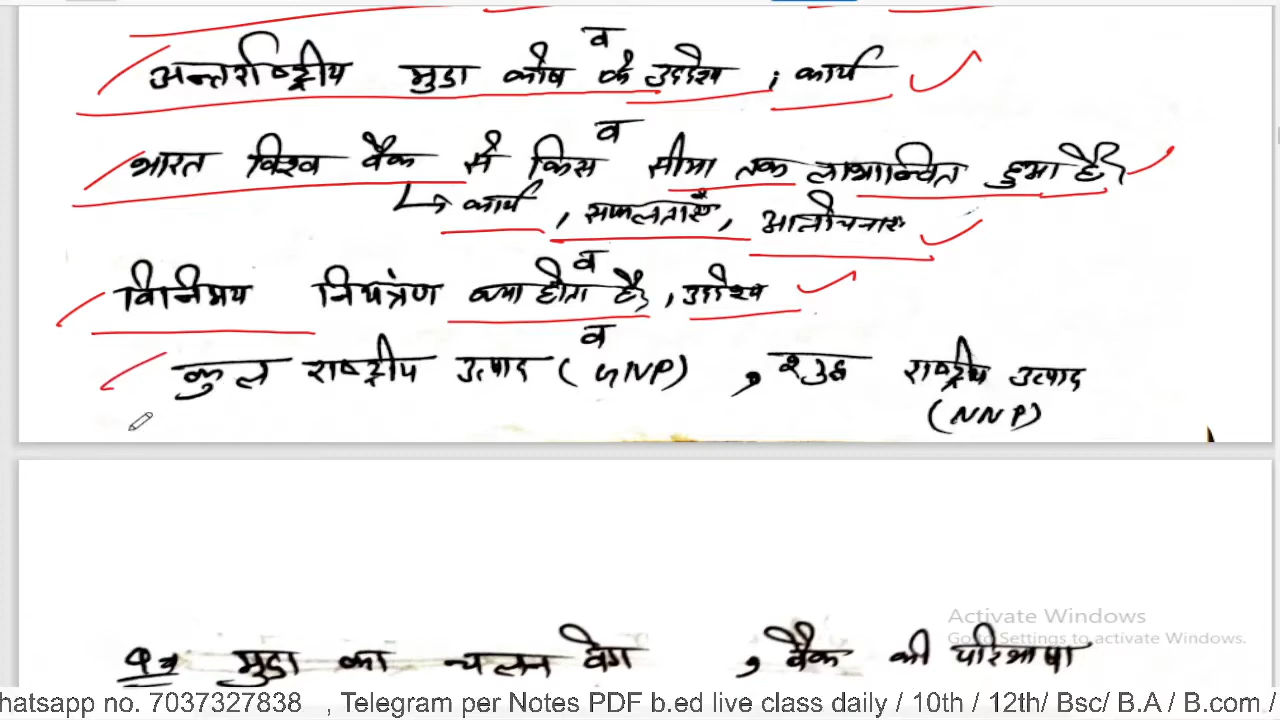 व
अन्तर्राष्ट्रीय मुद्रा कोष के उद्देश्य , कार्य
व
भारत विश्व बैंक से किस सीमा तक लाभान्वित हुआ है?
↳ कार्य , सफलताएँ , आलोचनाएँ
व
विनिमय नियंत्रण क्या होता है? , उद्देश्य
व
कुल राष्ट्रीय उत्पाद (GNP) , शुद्ध राष्ट्रीय उत्पाद
(NNP)
Activate Windows
Go to Settings to activate Windows.
मुद्रा का चलन वेग , बैंक की परिभाषा
hatsapp no. 7037327838 , Telegram per Notes PDF b.ed live class daily / 10th / 12th/ Bsc/ B.A / B.com /